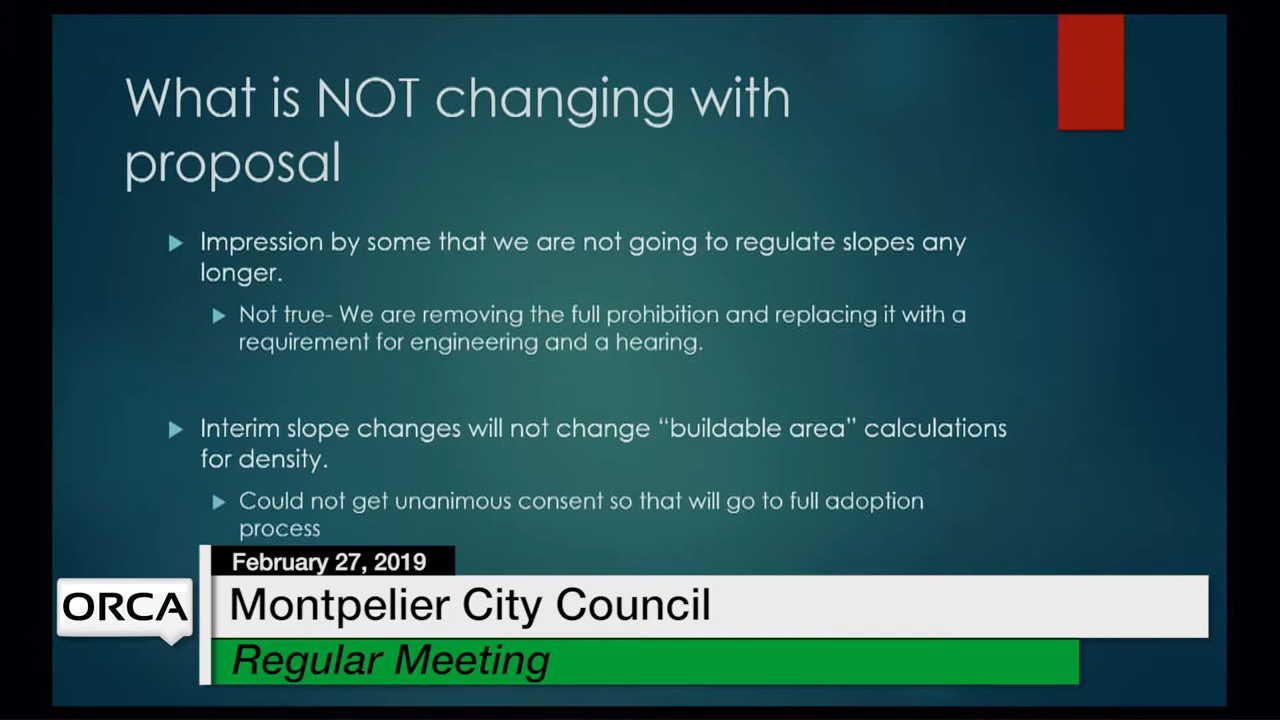 What is NOT changing with
proposal
Impression by some that we are not going to regulate slopes any
longer.
Not true- We are removing the full prohibition and replacing it with a
requirement for engineering and a hearing.
Interim slope changes will not change “buildable area” calculations
for density.
Could not get unanimous consent so that will go to full adoption
process
February 27, 2019
ORCA
Montpelier City Council
Regular Meeting